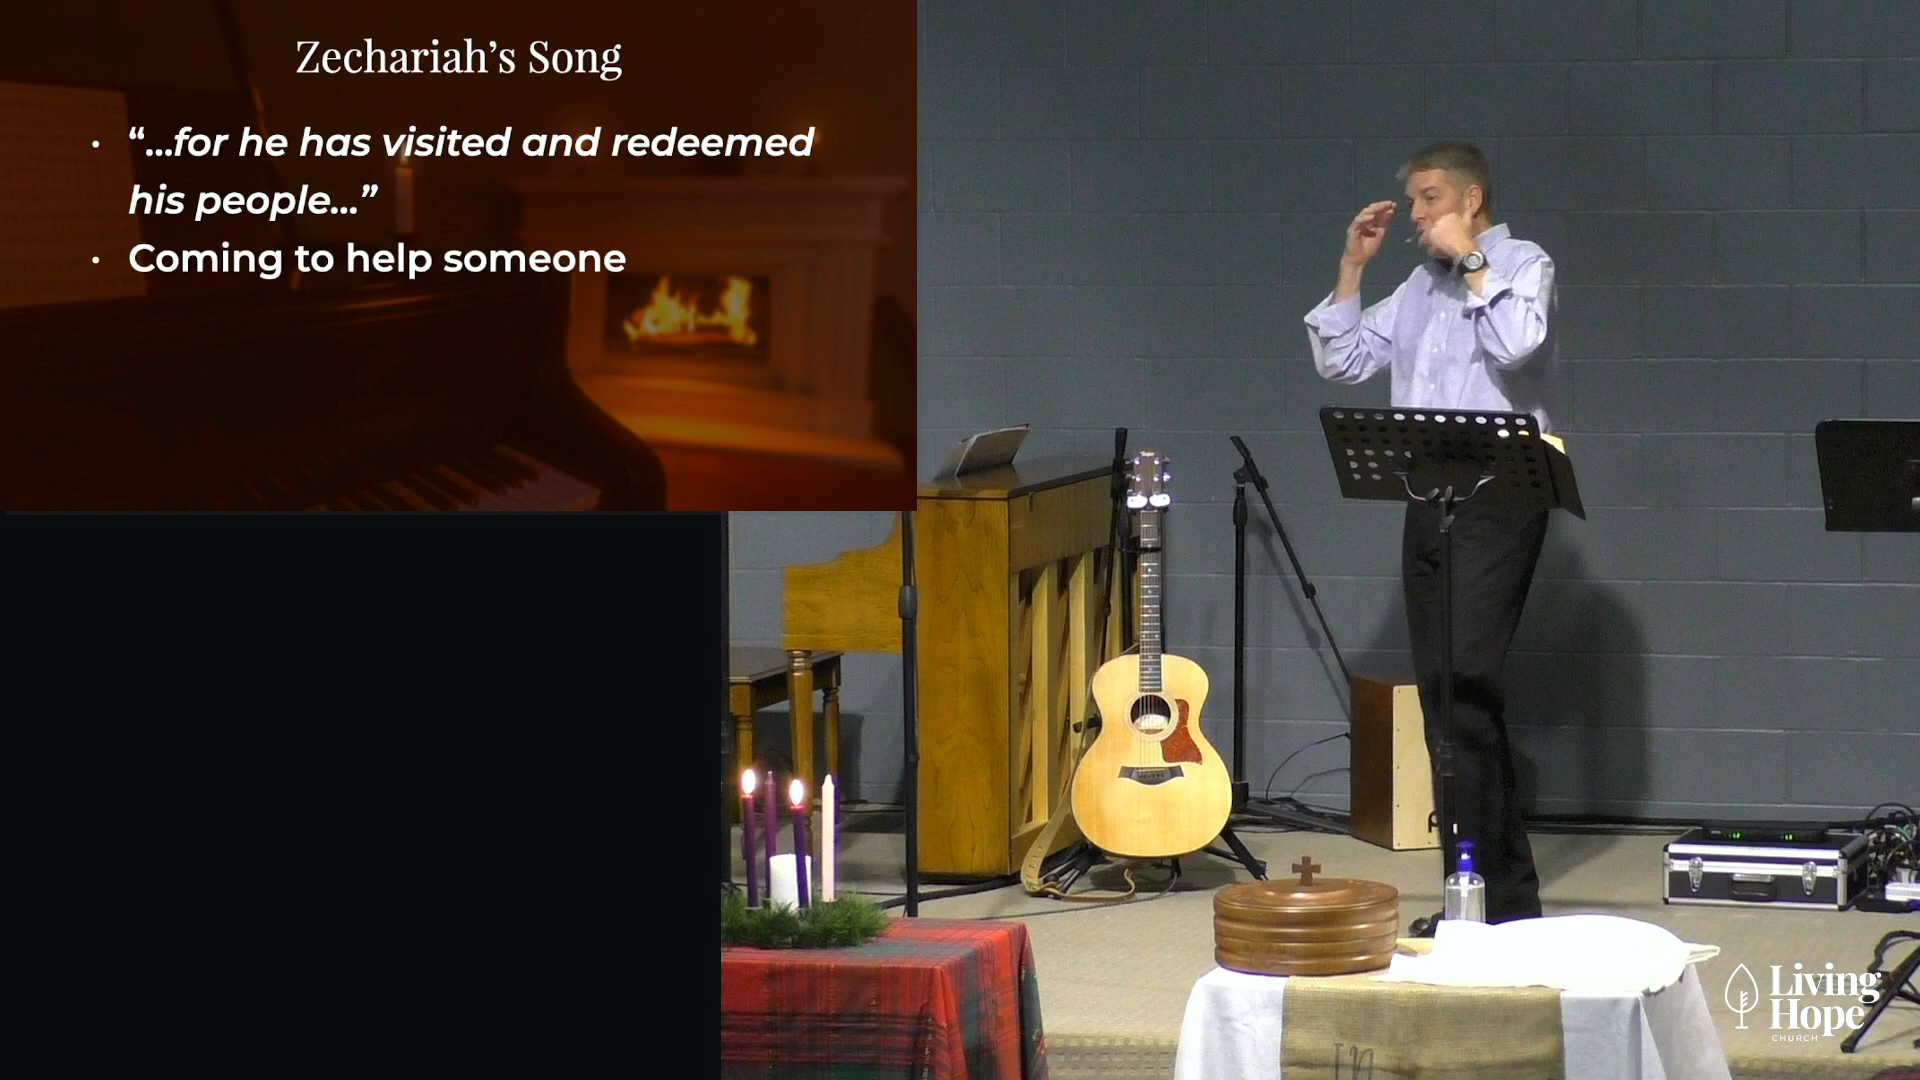 Zechariah’s Song
• “...for he has visited and redeemed
his people...”
• Coming to help someone
Living
Hope
CHURCH